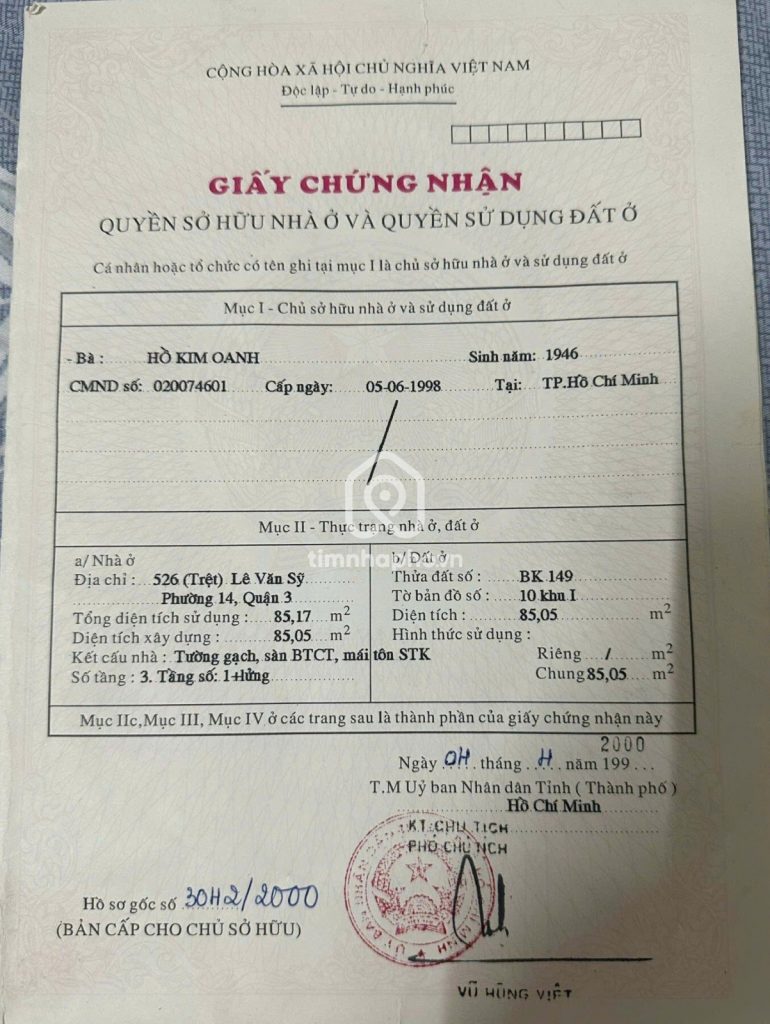 CỘNG HÒA XÃ HỘI CHỦ NGHĨA VIỆT NAM
Độc lập - Tự do - Hạnh phúc
GIẤY CHỨNG NHẬN
QUYỀN SỞ HỮU NHÀ Ở VÀ QUYỀN SỬ DỤNG ĐẤT Ở
Cá nhân hoặc tổ chức có tên ghi tại mục I là chủ sở hữu nhà ở và sử dụng đất ở
Mục I - Chủ sở hữu nhà ở và sử dụng đất ở
- Bà : HỒ KIM OANH Sinh năm: 1946
CMND số: 020074601 Cấp ngày: 05-06-1998 Tại: TP.Hồ Chí Minh
Mục II - Thực trạng nhà ở, đất ở
timnhapho.vn
a/ Nhà ở
Địa chỉ : 526 (Trệt) Lê Văn Sỹ
Phường 14, Quận 3
Tổng diện tích sử dụng : 85,17 m2
Diện tích xây dựng : 85,05 m2
Kết cấu nhà : Tường gạch, sàn BTCT, mái tôn STK
Số tầng : 3. Tầng số: 1+lửng
b/ Đất ở
Thửa đất số : BK 149
Tờ bản đồ số : 10 khu I
Diện tích : 85,05 m2
Hình thức sử dụng :
Riêng / m2
Chung 85,05 m2
Mục IIc, Mục III, Mục IV ở các trang sau là thành phần của giấy chứng nhận này
2000
Ngày 04 tháng 4 năm 199
T.M Uỷ ban Nhân dân Tỉnh ( Thành phố )
Hồ Chí Minh
KT. CHỦ TỊCH
PHÓ CHỦ TỊCH
Hồ sơ gốc số 3042/2000
(BẢN CẤP CHO CHỦ SỞ HỮU)
VŨ HÙNG VIỆT